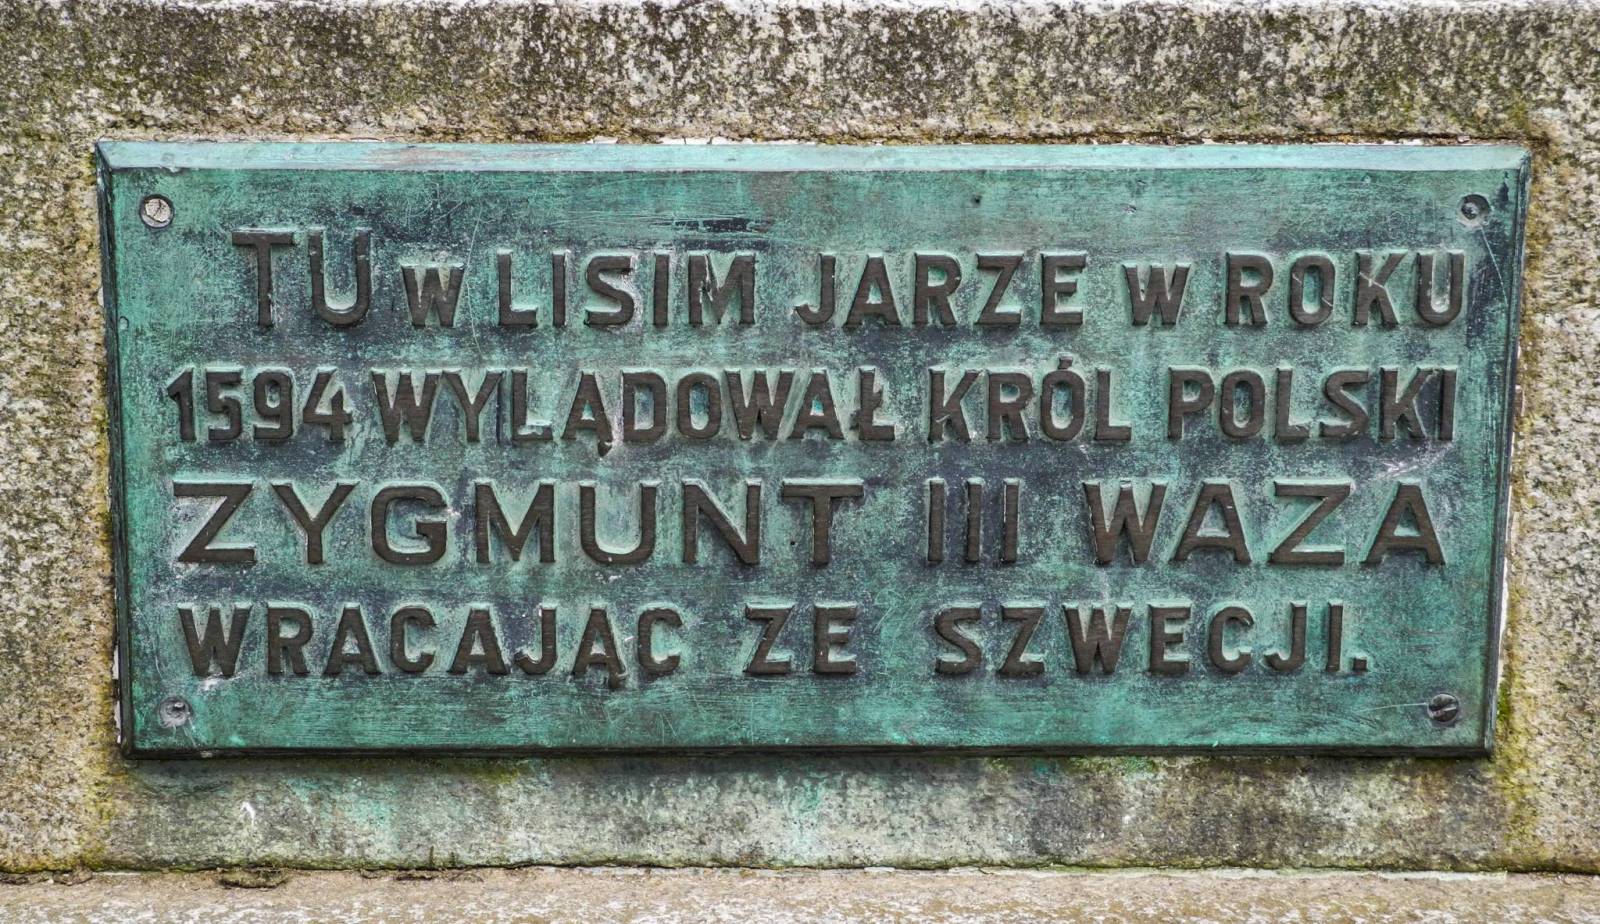 TU W LISIM JARZE W ROKU
1594 WYLĄDOWAŁ KRÓL POLSKI
ZYGMUNT III WAZA
WRACAJĄC ZE SZWECJI.